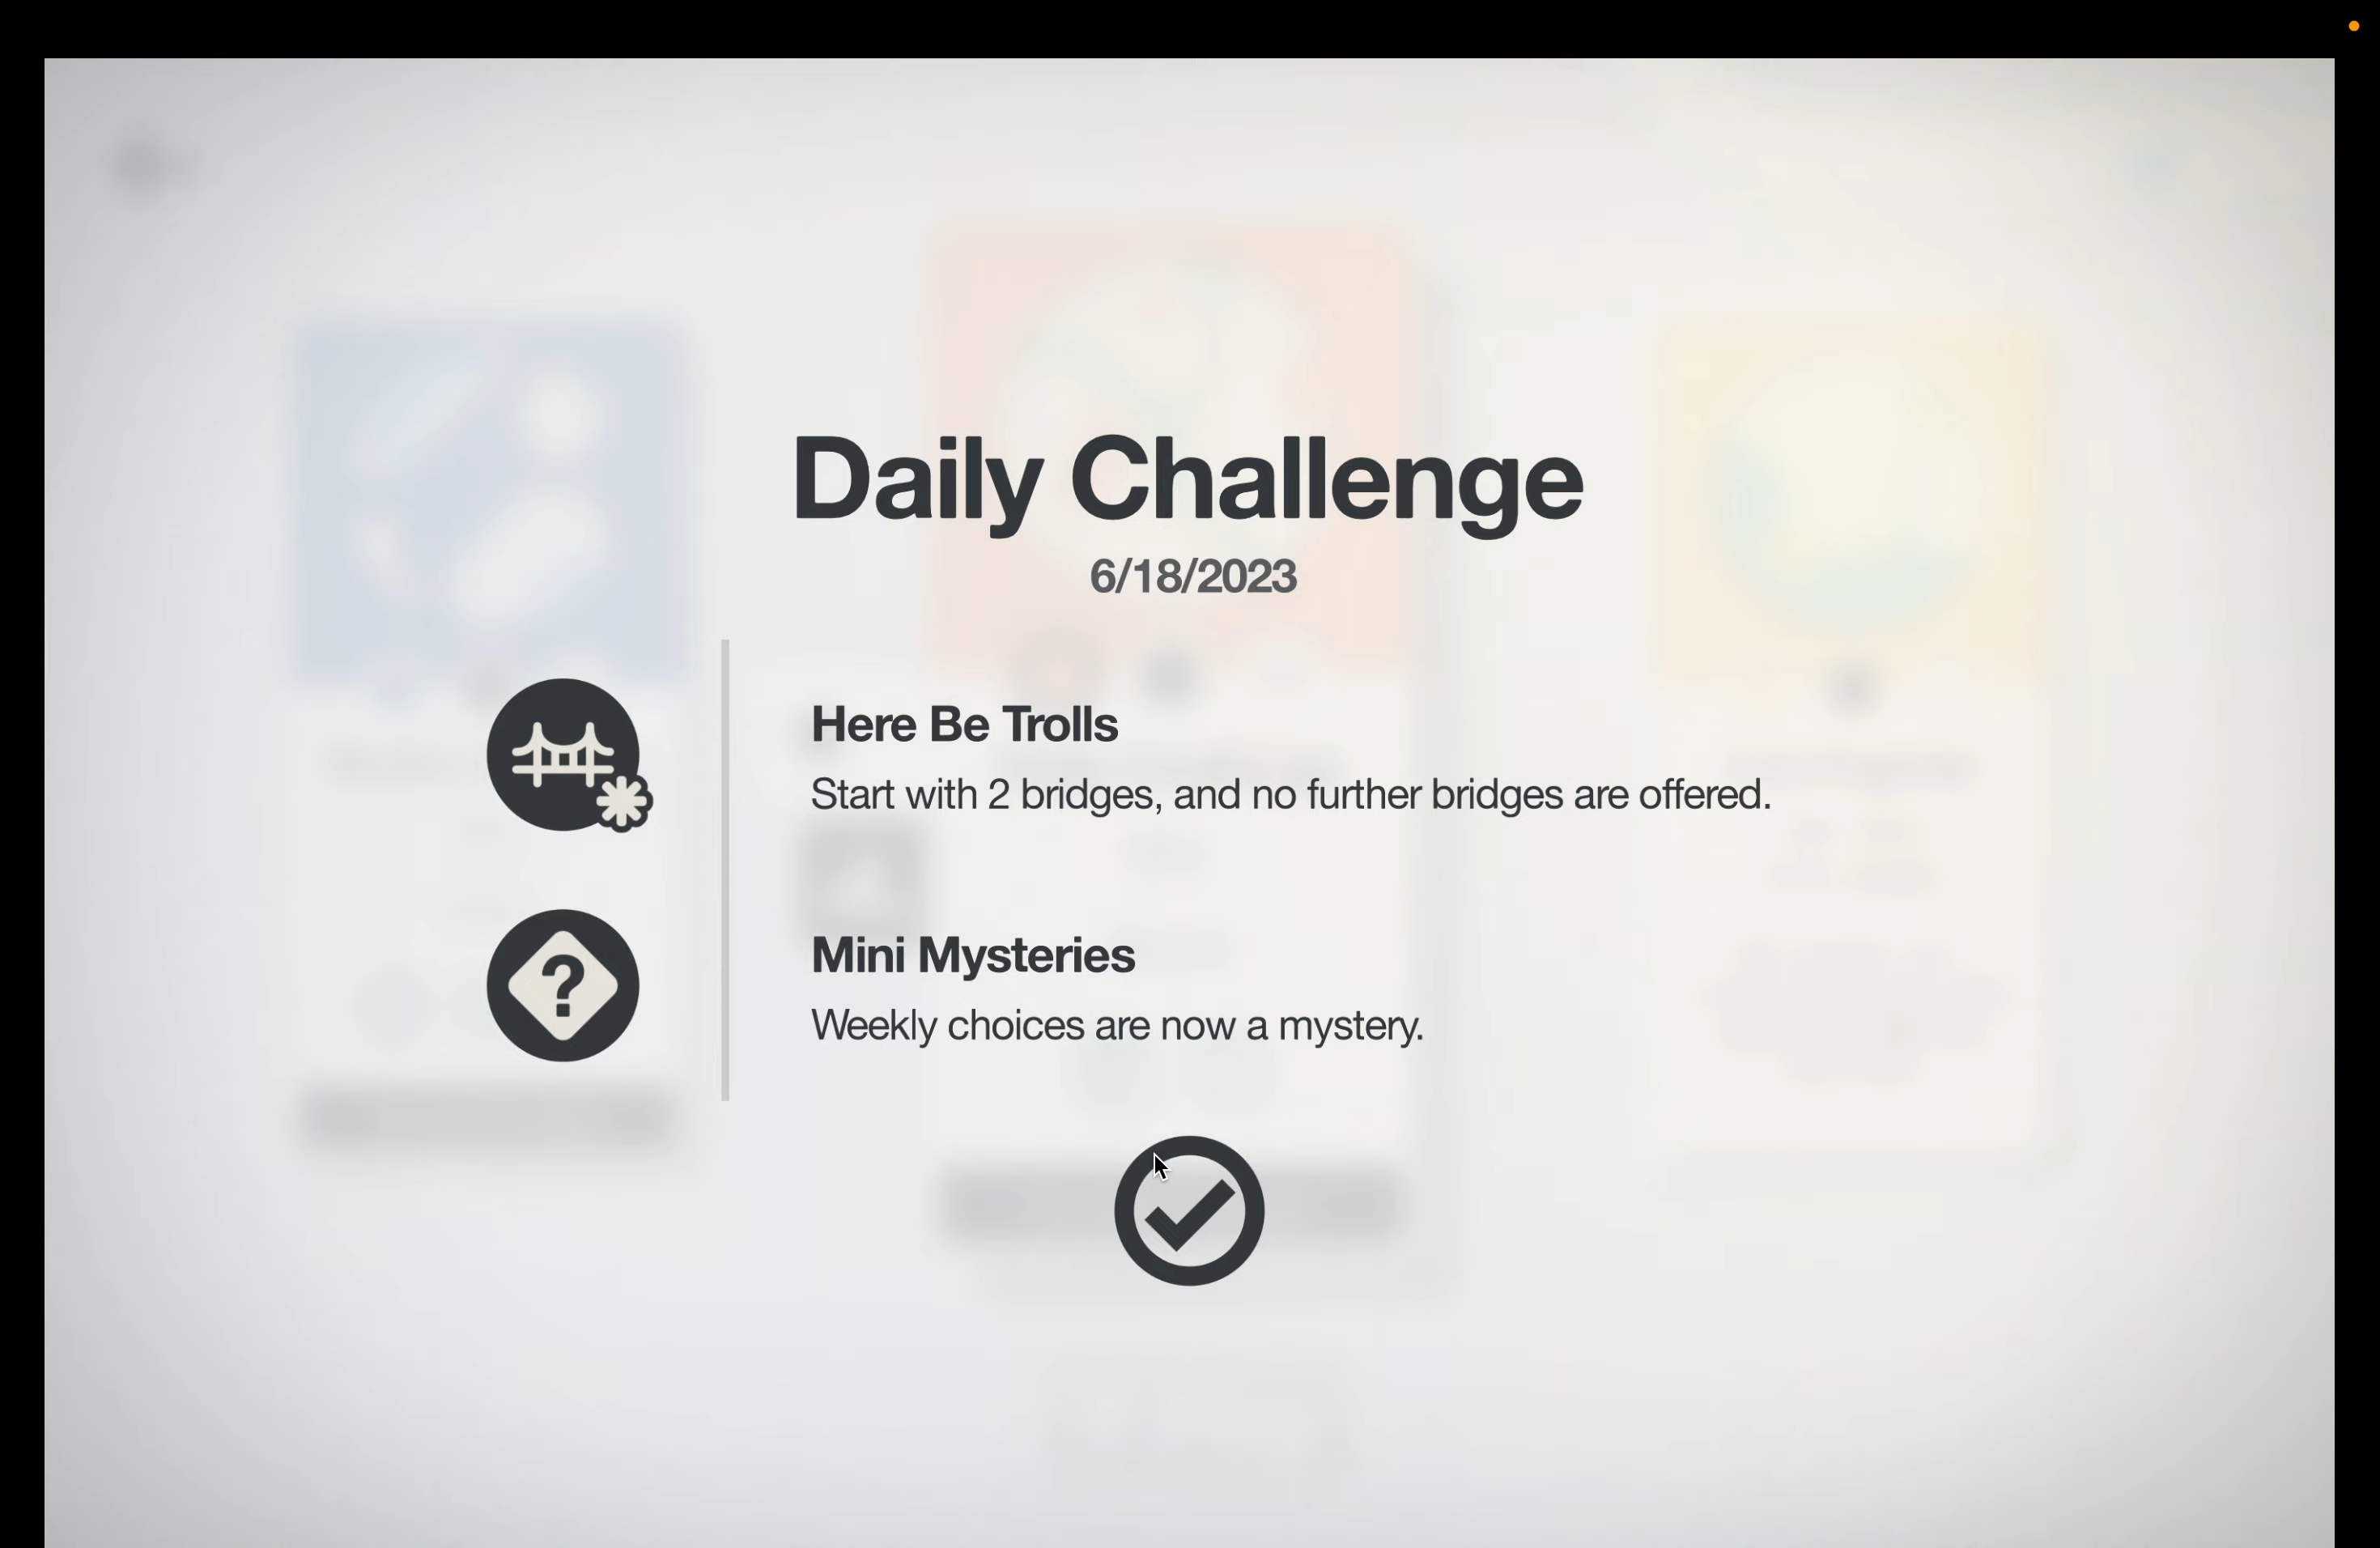 Daily Challenge
6/18/2023
Here Be Trolls
Start with 2 bridges, and no further bridges are offered.
?
Mini Mysteries
Weekly choices are now a mystery.